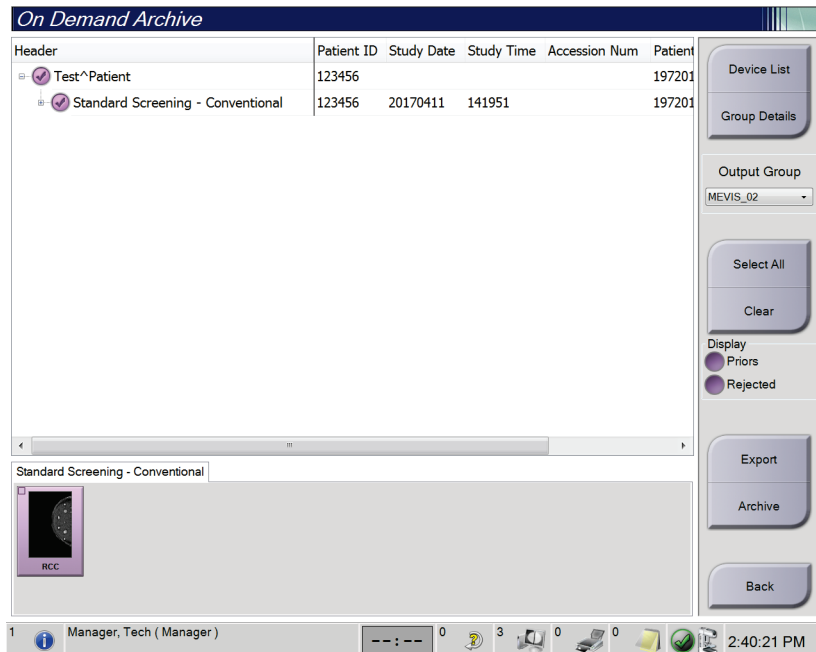 On Demand Archive
Header Patient ID Study Date Study Time Accession Num Patient
Test^Patient 123456 197201
Standard Screening - Conventional 123456 20170411 141951 197201
Device List
Group Details
Output Group
MEVIS_02
Select All
Clear
Display
Priors
Rejected
Standard Screening - Conventional
RCC
Export
Archive
Back
1 Manager, Tech ( Manager ) --:-- 0 3 0 0 2:40:21 PM